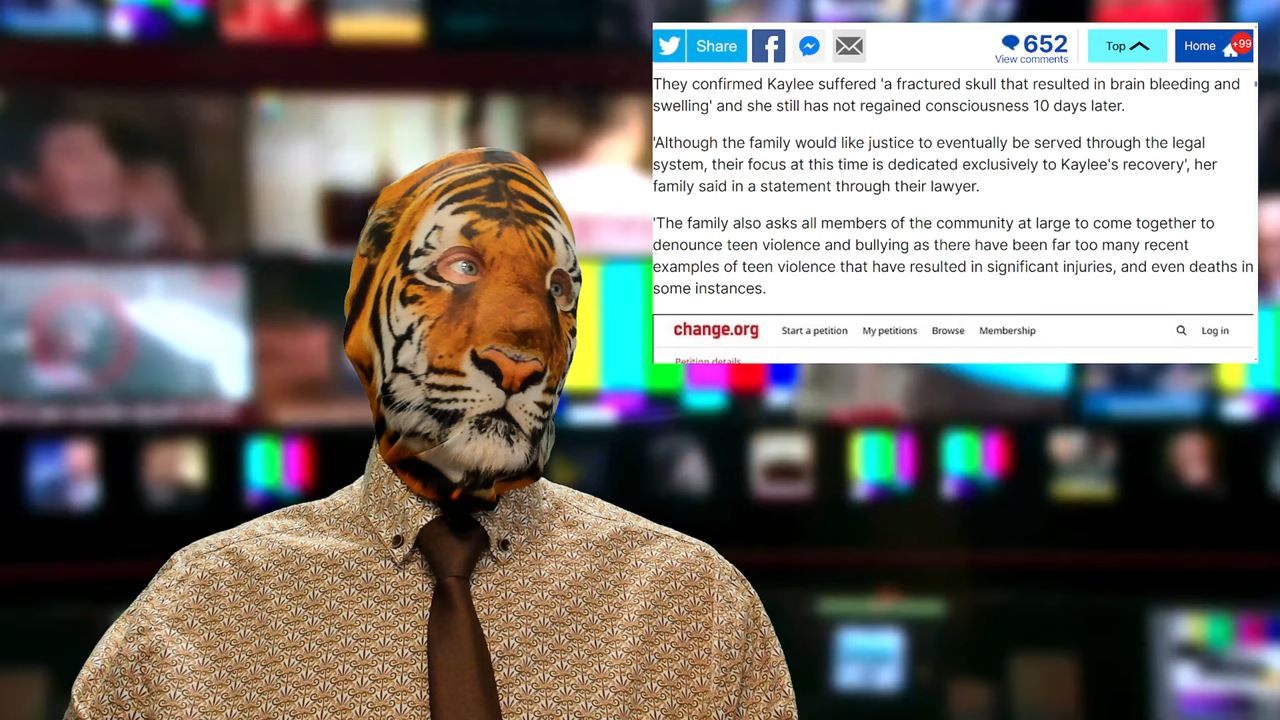 Share
652
View comments
Top
Home
+99
They confirmed Kaylee suffered 'a fractured skull that resulted in brain bleeding and
swelling' and she still has not regained consciousness 10 days later.
'Although the family would like justice to eventually be served through the legal
system, their focus at this time is dedicated exclusively to Kaylee's recovery', her
family said in a statement through their lawyer.
'The family also asks all members of the community at large to come together to
denounce teen violence and bullying as there have been far too many recent
examples of teen violence that have resulted in significant injuries, and even deaths in
some instances.
change.org
Start a petition
My petitions
Browse
Membership
Log in
Petition details